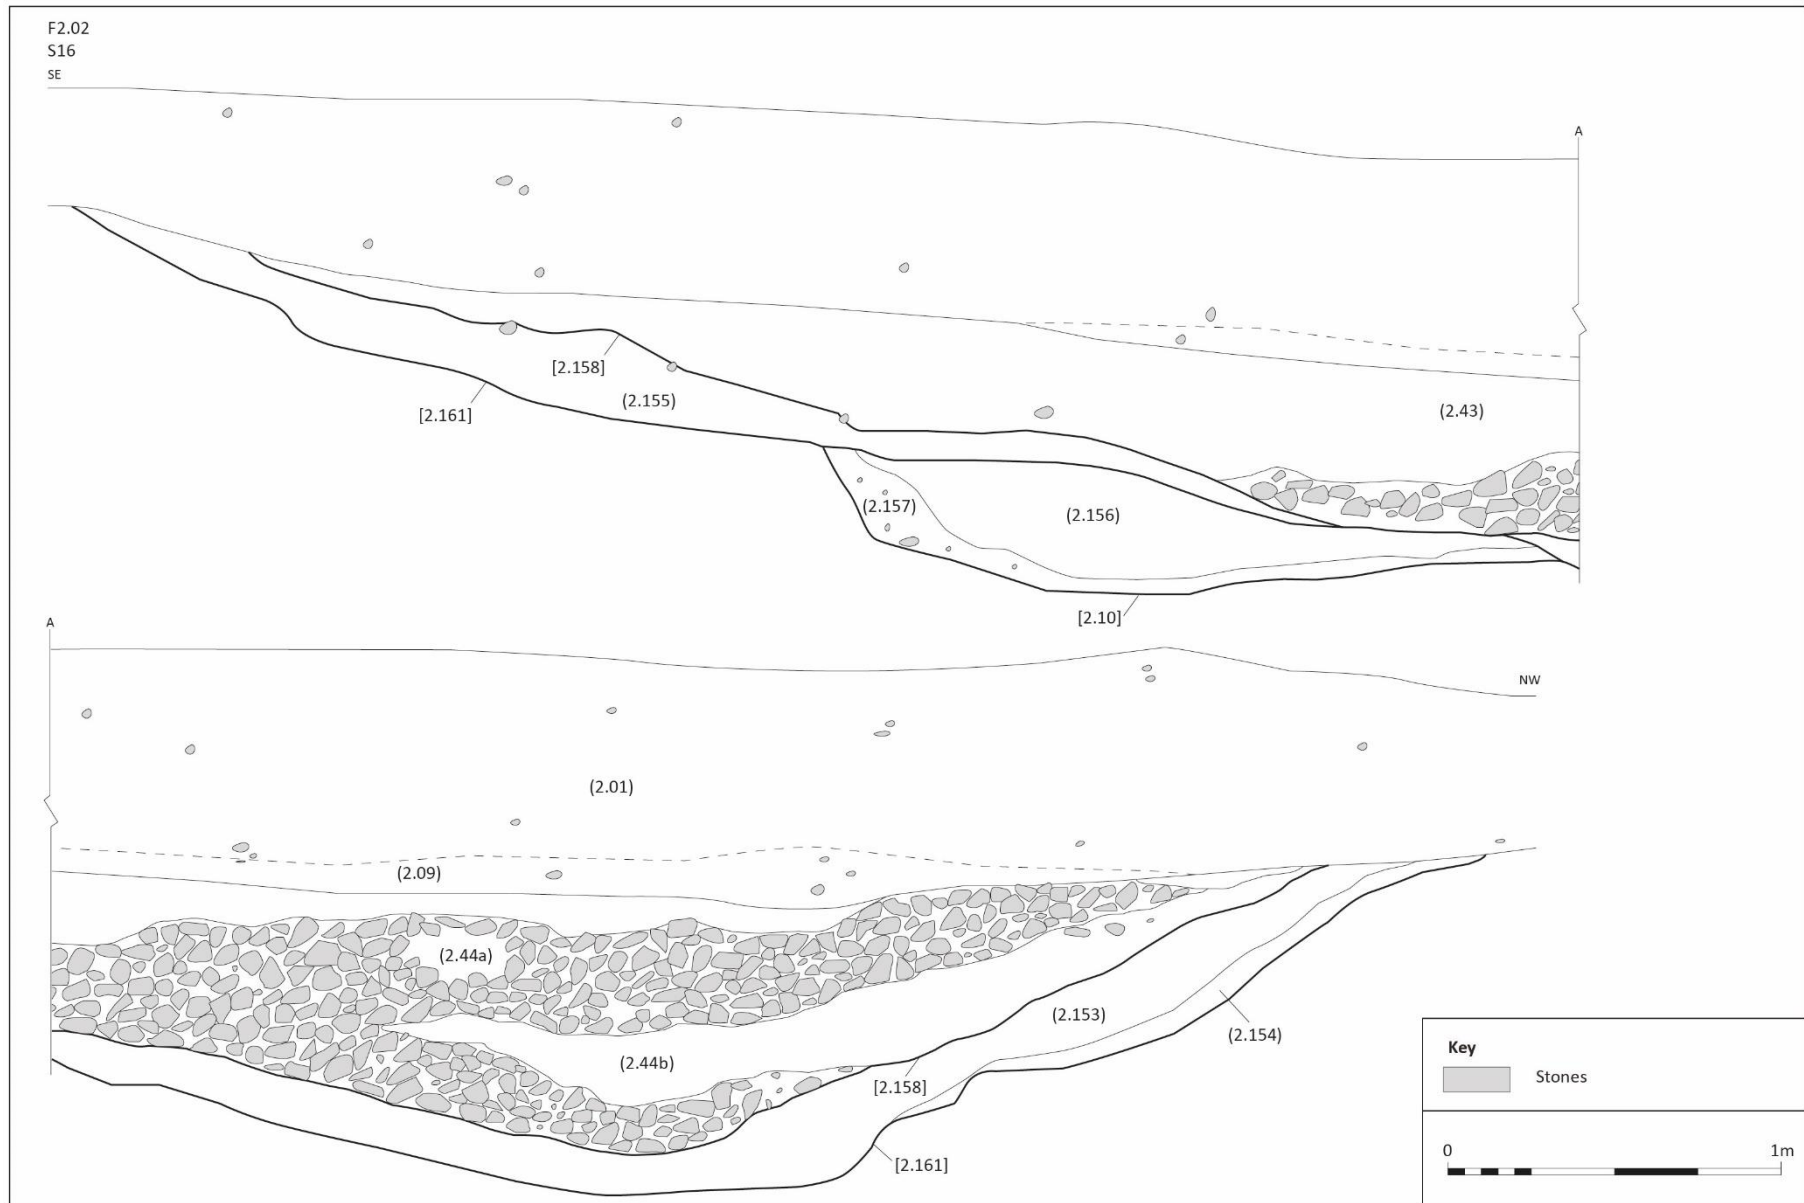 F2.02
S16
SE
A
[2.158]
(2.155)
[2.161]
(2.43)
(2.157)
(2.156)
[2.10]
A
NW
(2.01)
(2.09)
(2.44a)
(2.153)
(2.154)
(2.44b)
[2.158]
[2.161]
Key
Stones
0 1m